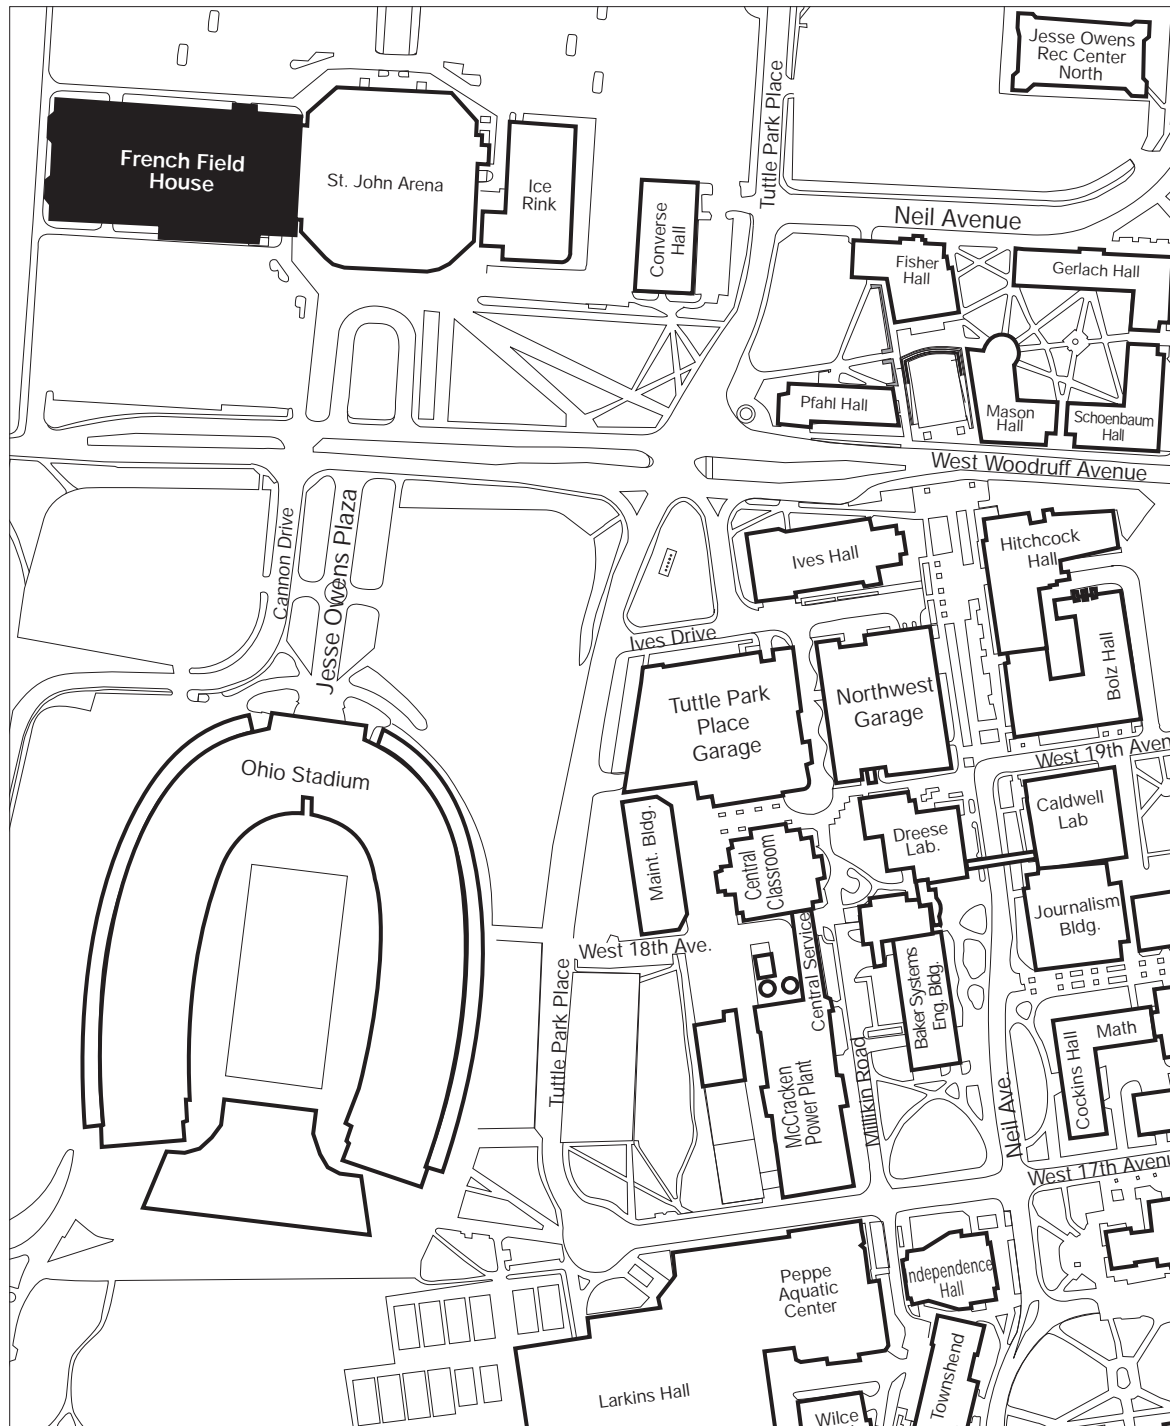 Jesse Owens
Rec Center
North
Tuttle Park Place
French Field
House
St. John Arena
Ice
Rink
Converse
Hall
Neil Avenue
Fisher
Hall
Gerlach Hall
Pfahl Hall
Mason
Hall
Schoenbaum
Hall
West Woodruff Avenue
Cannon Drive
Jesse Owens Plaza
Ives Hall
Hitchcock
Hall
Ives Drive
Bolz Hall
Tuttle Park
Place
Garage
Northwest
Garage
West 19th Aven
Ohio Stadium
Maint. Bldg.
Central
Classroom
Dreese
Lab.
Caldwell
Lab
Journalism
Bldg.
West 18th Ave.
Central Service
Baker Systems
Eng. Bldg.
Tuttle Park Place
McCracken
Power Plant
Millikin Road
Neil Ave.
Cockins Hall
Math
West 17th Avenu
Peppe
Aquatic
Center
ndependence
Hall
Larkins Hall
Townshend
Wilce